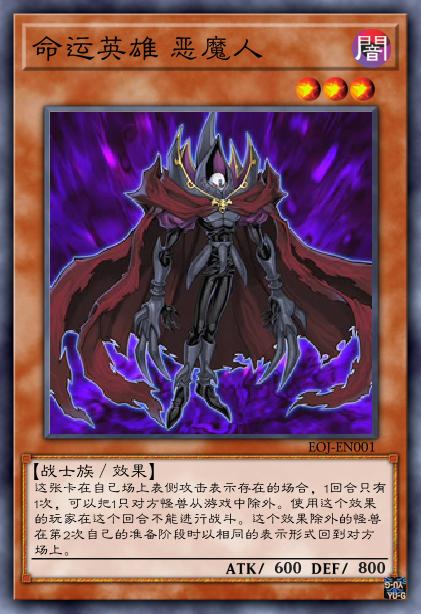 命运英雄 恶魔人
闇
EOJ-EN001
【战士族/效果】
这张卡在自己场上表侧攻击表示存在的场合，1回合只有
1次，可以把1只对方怪兽从游戏中除外。使用这个效果
的玩家在这个回合不能进行战斗。这个效果除外的怪兽
在第2次自己的准备阶段时以相同的表示形式回到对方
场上。
ATK/ 600 DEF/ 800